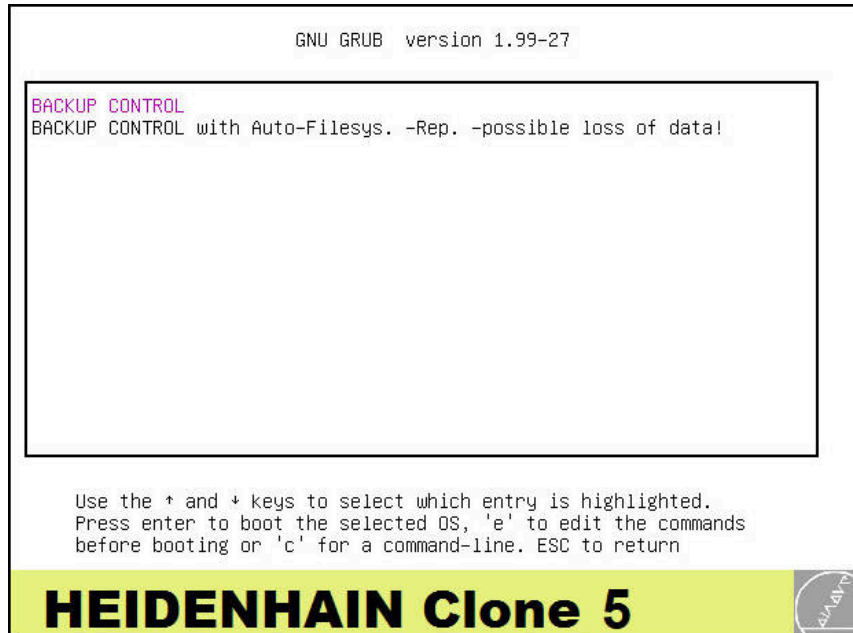 GNU GRUB version 1.99-27
BACKUP CONTROL
BACKUP CONTROL with Auto-Filesys. -Rep. -possible loss of data!
Use the ↑ and ↓ keys to select which entry is highlighted.
Press enter to boot the selected OS, 'e' to edit the commands
before booting or 'c' for a command-line. ESC to return
HEIDENHAIN Clone 5